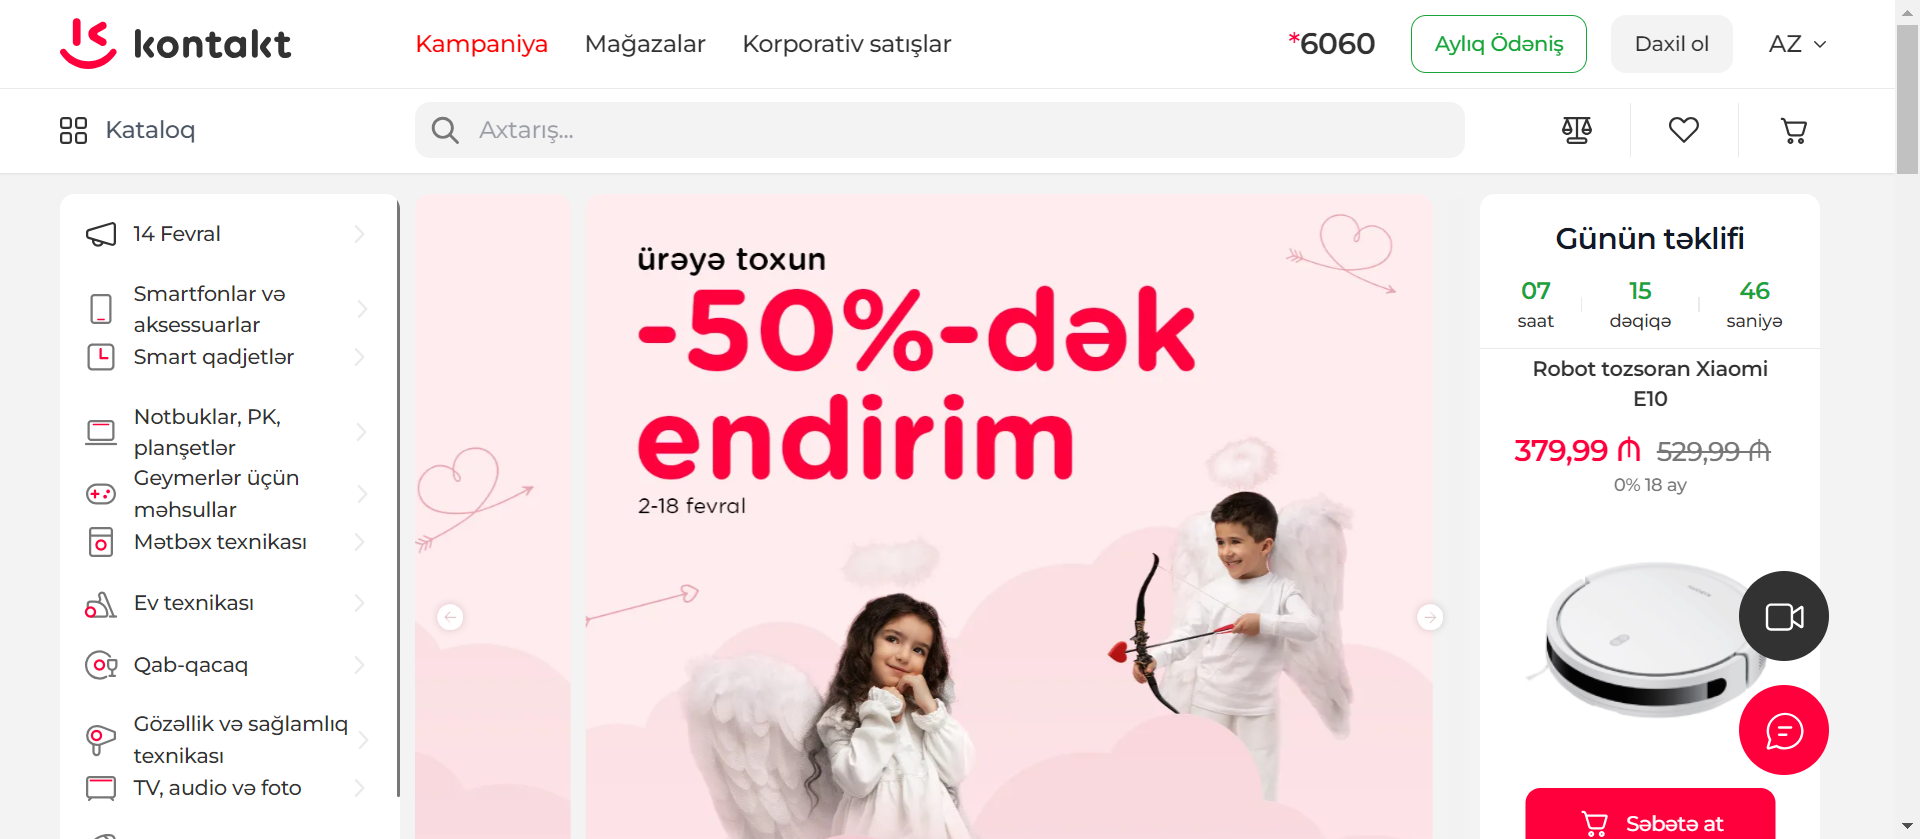 kontakt
Kampaniya
Mağazalar
Korporativ satışlar
*6060
Aylıq Ödəniş
Daxil ol
AZ
Kataloq
Axtarış...
14 Fevral
Smartfonlar və
aksessuarlar
Smart qadjetlər
Notbuklar, PK,
planşetlər
Geymerlər üçün
məhsullar
Mətbəx texnikası
Ev texnikası
Qab-qacaq
Gözəllik və sağlamlıq
texnikası
TV, audio və foto
ürəyə toxun
-50%-dək
endirim
2-18 fevral
Günün təklifi
07 15 46
saat dəqiqə saniyə
Robot tozsoran Xiaomi
E10
379,99 ₼ 529,99 ₼
0% 18 ay
Səbətə at